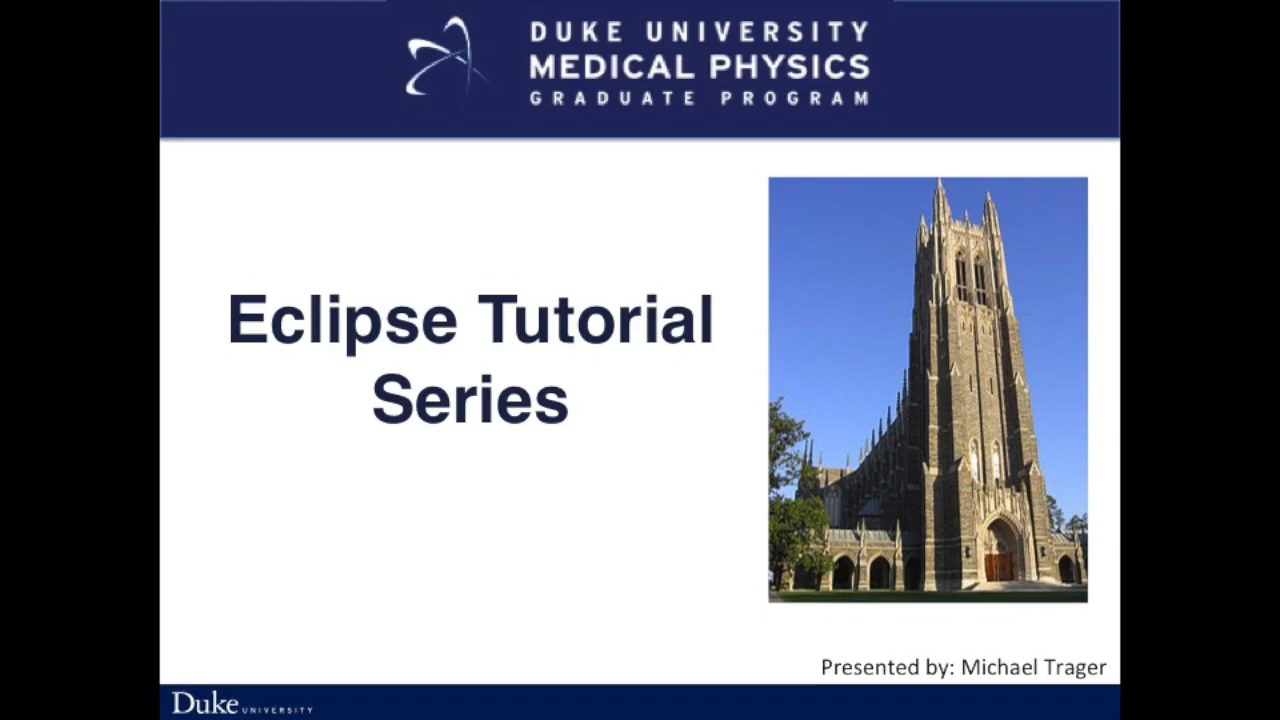 DUKE UNIVERSITY
MEDICAL PHYSICS
GRADUATE PROGRAM
Eclipse Tutorial
Series
Presented by: Michael Trager
Duke UNIVERSITY